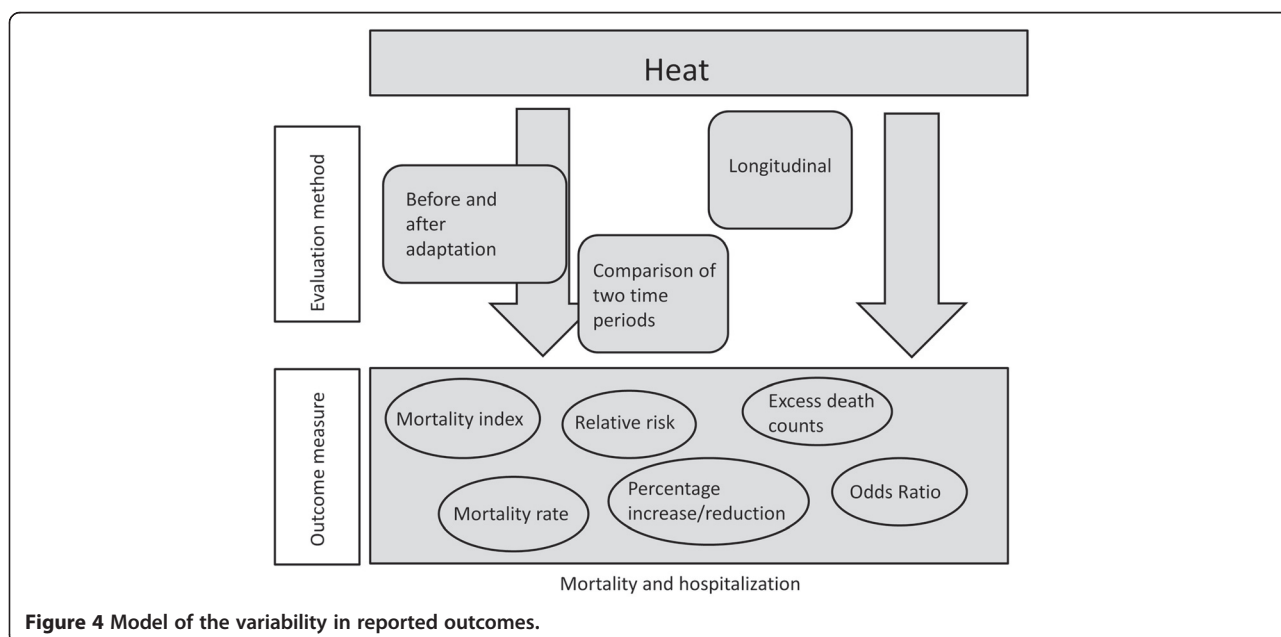 Heat
Evaluation method
Before and
after
adaptation
Comparison of
two time
periods
Longitudinal
Outcome measure
Mortality index
Relative risk
Excess death
counts
Mortality rate
Percentage
increase/reduction
Odds Ratio
Mortality and hospitalization
Figure 4 Model of the variability in reported outcomes.